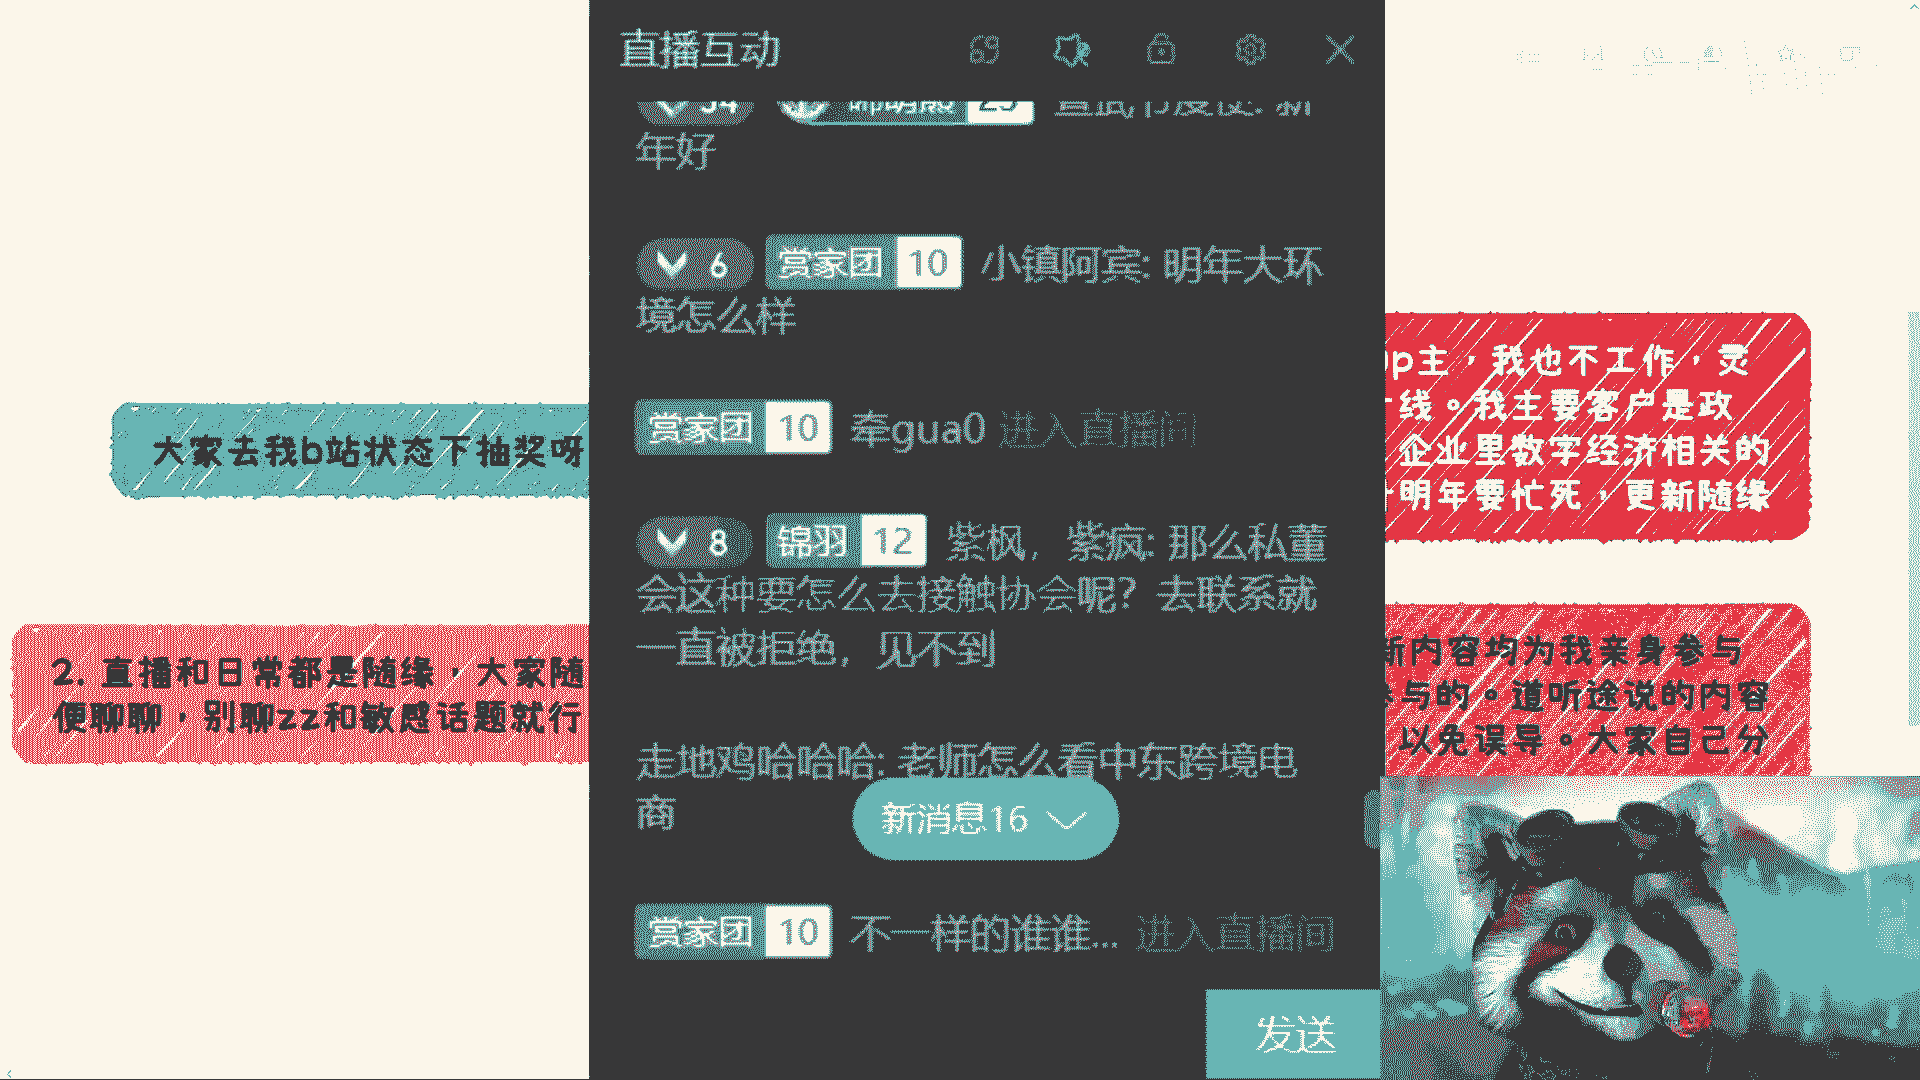 直播互动
年好
6 赏家团 10 小镇阿宾: 明年大环
境怎么样
赏家团 10 牵gua0 进入直播间
8 锦羽 12 紫枫，紫疯: 那么私董
会这种要怎么去接触协会呢？去联系就
一直被拒绝，见不到
走地鸡哈哈哈: 老师怎么看中东跨境电
商
新消息16
赏家团 10 不一样的谁谁... 进入直播间
发送
大家去我b站状态下抽奖呀
2. 直播和日常都是随缘，大家随
便聊聊，别聊zz和敏感话题就行
p主，我也不工作，灵
线。我主要客户是政
企业里数字经济相关的
明年要忙死，更新随缘
新内容均为我亲身参与
参与的。道听途说的内容
以免误导。大家自己分